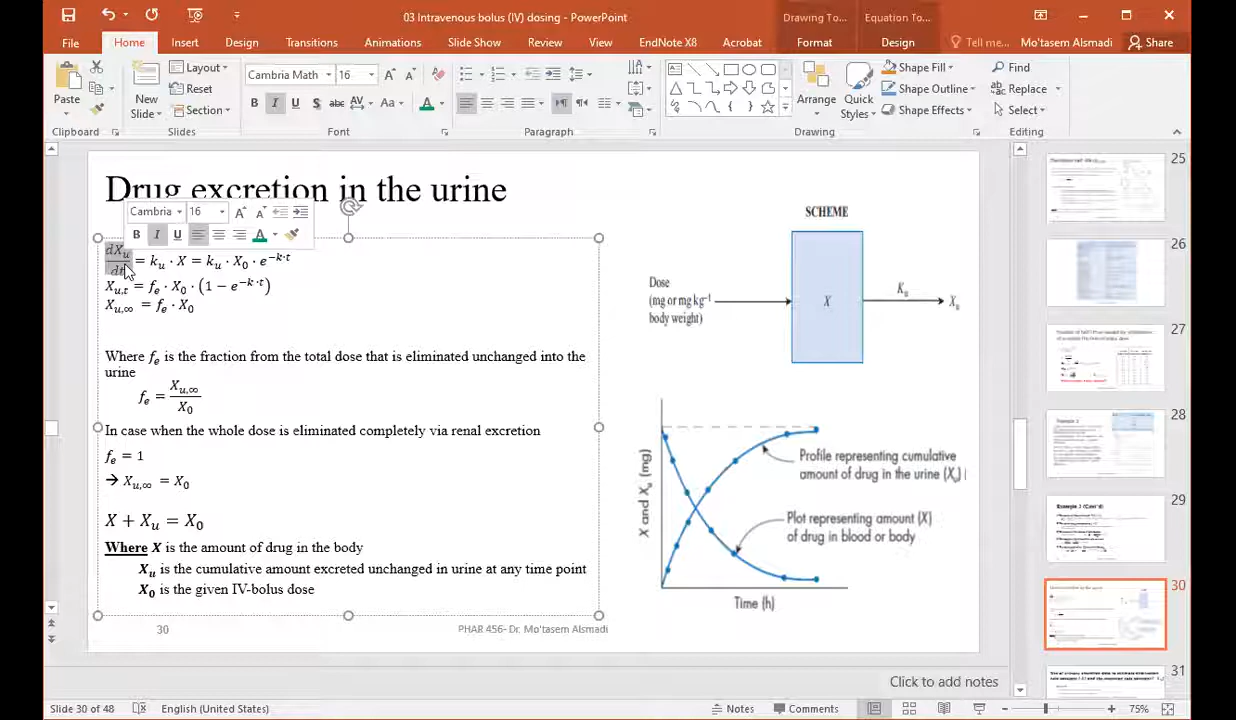 03 Intravenous bolus (IV) dosing - PowerPoint
Drawing To...
Equation To...
File
Home
Insert
Design
Transitions
Animations
Slide Show
Review
View
EndNote X8
Acrobat
Format
Design
Tell me...
Mo'tasem Alsmadi
Share
Paste
New
Slide
Layout
Reset
Section
Cambria Math
16
B I U S abc AV Aa A
Arrange
Quick
Styles
Shape Fill
Shape Outline
Shape Effects
Find
Replace
Select
Clipboard
Slides
Font
Paragraph
Drawing
Editing
Drug excretion in the urine
Cambria
16
B I U
dX_u/dt = k_u · X = k_u · X_0 · e^{−k·t}
X_{u,t} = f_e · X_0 · (1 − e^{−k·t})
X_{u,∞} = f_e · X_0
Where f_e is the fraction from the total dose that is eliminated unchanged into the
urine
f_e = X_{u,∞}/X_0
In case when the whole dose is eliminated completely via renal excretion
f_e = 1
→ X_{u,∞} = X_0
X + X_u = X_0
Where X is the amount of drug in the body
X_u is the cumulative amount excreted unchanged in urine at any time point
X_0 is the given IV-bolus dose
SCHEME
Dose
(mg or mg kg⁻¹
body weight)
X
K_u
X_u
X and X_u (mg)
Profile representing cumulative
amount of drug in the urine (X_u)
Plot representing amount (X)
of drug in blood or body
Time (h)
30
PHAR 456- Dr. Mo'tasem Alsmadi
25
26
27
28
29
30
31
Click to add notes
Slide 30 of 48
English (United States)
Notes
Comments
75%